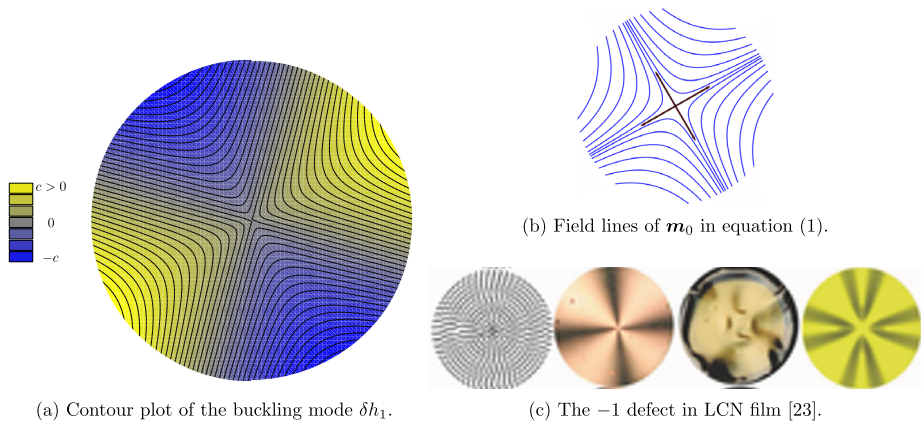 c > 0
0
−c
(a) Contour plot of the buckling mode δh₁.
(b) Field lines of m₀ in equation (1).
(c) The −1 defect in LCN film [23].